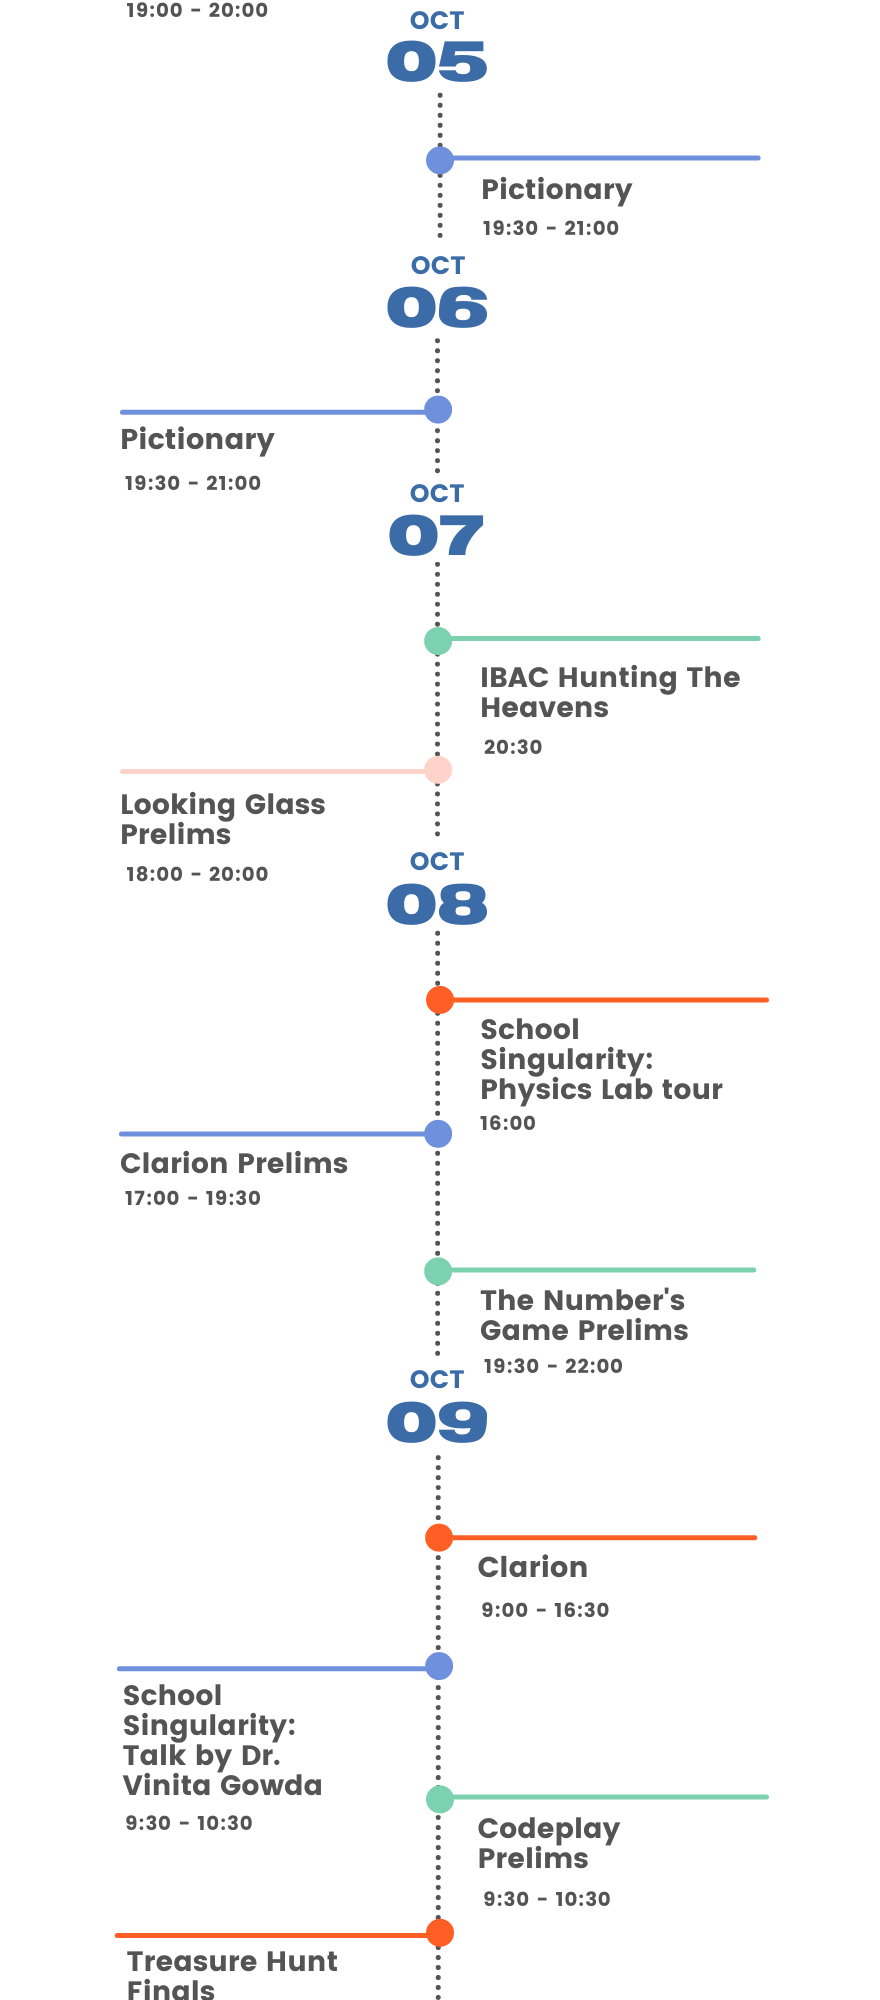 19:00 - 20:00
OCT
05
Pictionary
19:30 - 21:00
OCT
06
Pictionary
19:30 - 21:00
OCT
07
IBAC Hunting The
Heavens
20:30
Looking Glass
Prelims
18:00 - 20:00
OCT
08
School
Singularity:
Physics Lab tour
16:00
Clarion Prelims
17:00 - 19:30
The Number's
Game Prelims
19:30 - 22:00
OCT
09
Clarion
9:00 - 16:30
School
Singularity:
Talk by Dr.
Vinita Gowda
9:30 - 10:30
Codeplay
Prelims
9:30 - 10:30
Treasure Hunt
Finals